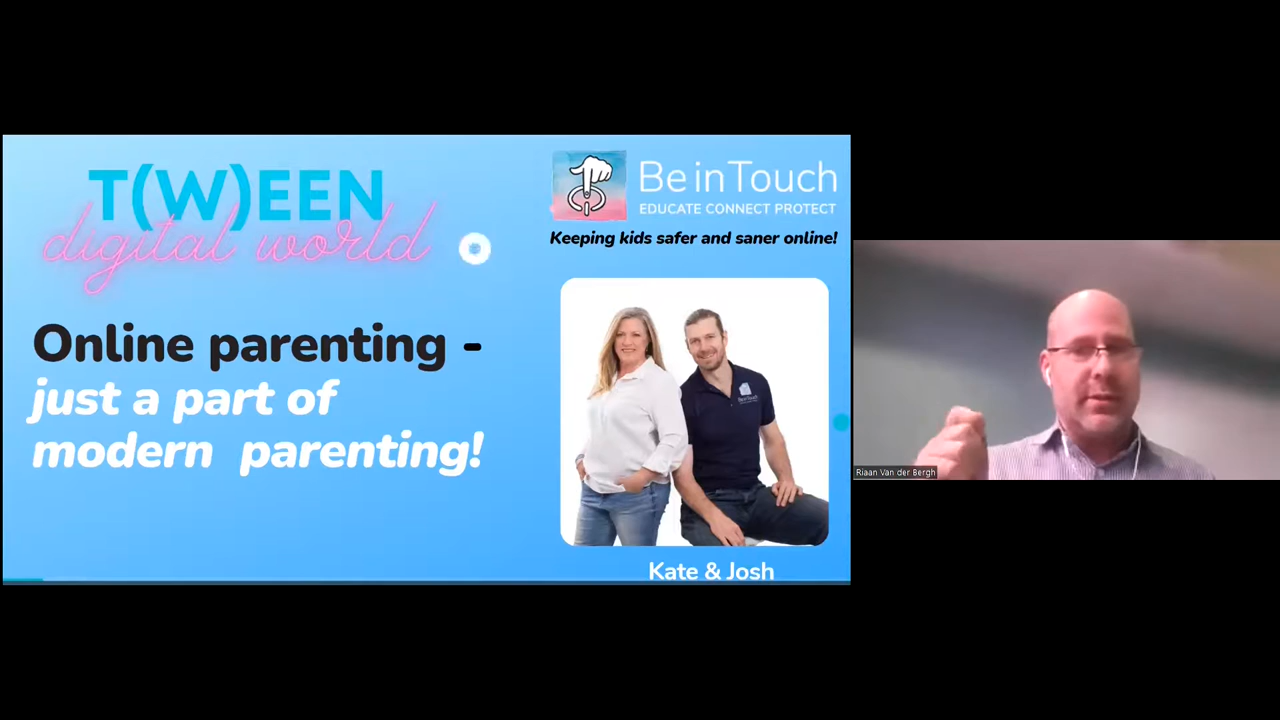 T(W)EEN
digital world
Online parenting -
just a part of
modern parenting!
Be in Touch
EDUCATE CONNECT PROTECT
Keeping kids safer and saner online!
Kate & Josh
Riaan Van der Bergh